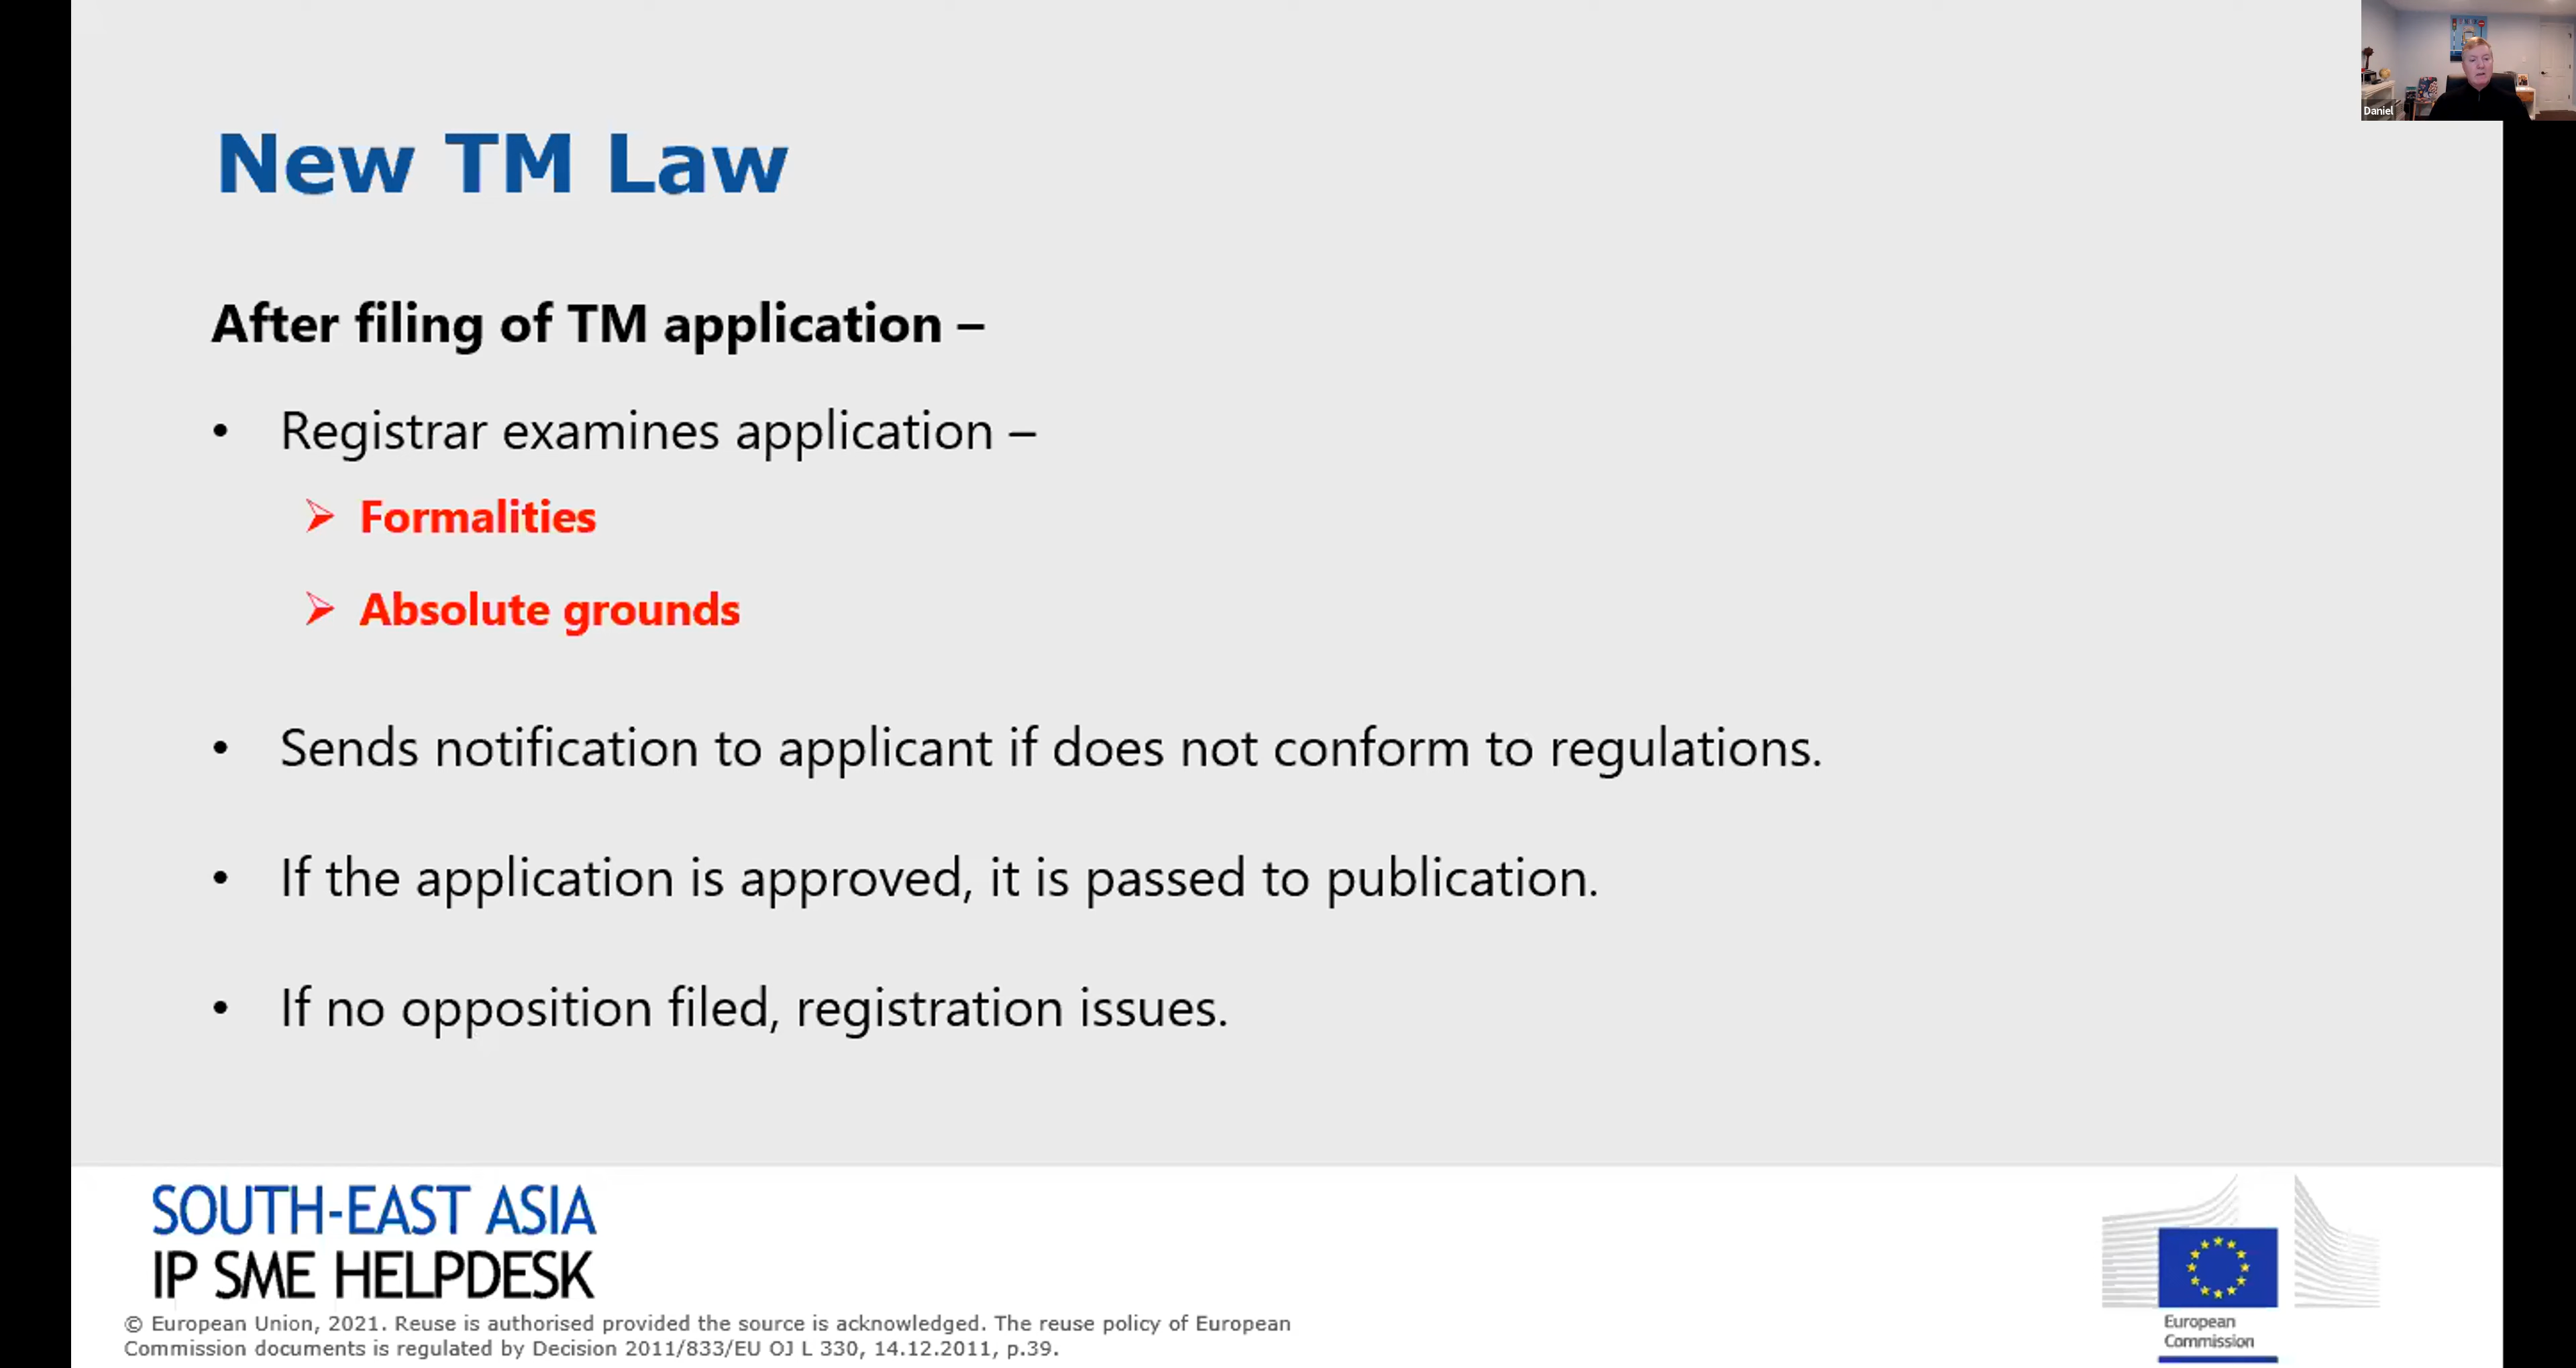 Daniel
New TM Law
After filing of TM application –
• Registrar examines application –
➢ Formalities
➢ Absolute grounds
• Sends notification to applicant if does not conform to regulations.
• If the application is approved, it is passed to publication.
• If no opposition filed, registration issues.
SOUTH-EAST ASIA
IP SME HELPDESK
© European Union, 2021. Reuse is authorised provided the source is acknowledged. The reuse policy of European
Commission documents is regulated by Decision 2011/833/EU OJ L 330, 14.12.2011, p.39.
European
Commission